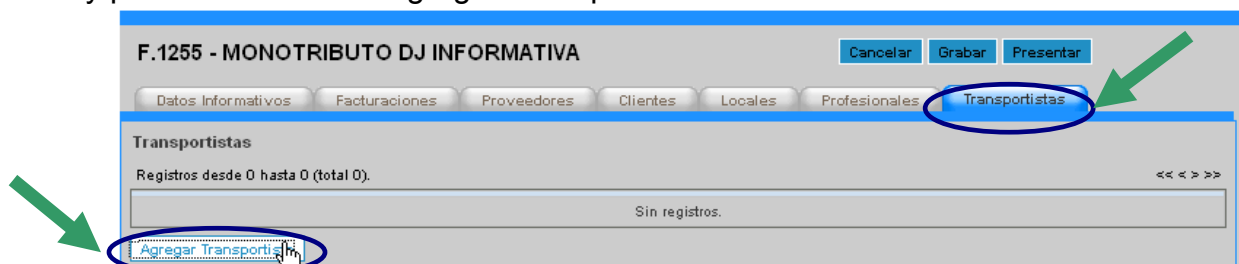 F.1255 - MONOTRIBUTO DJ INFORMATIVA Cancelar Grabar Presentar
Datos Informativos Facturaciones Proveedores Clientes Locales Profesionales Transportistas
Transportistas
Registros desde 0 hasta 0 (total 0). << < > >>
Sin registros.
Agregar Transportis